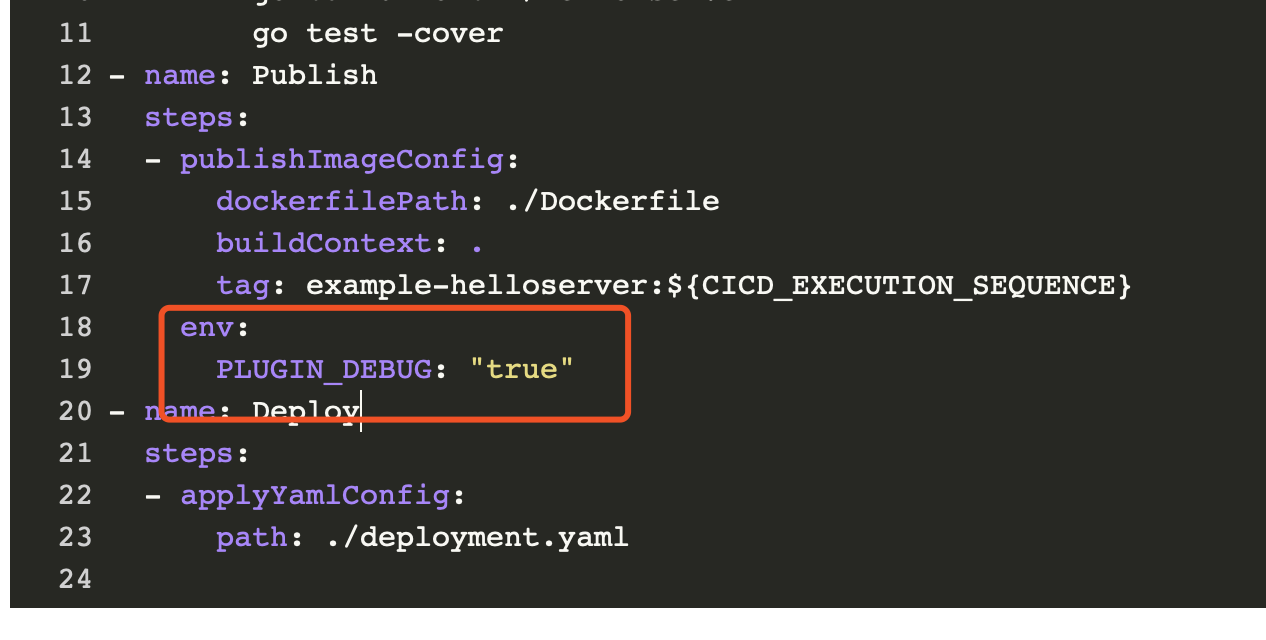 11         go test -cover
12 - name: Publish
13   steps:
14   - publishImageConfig:
15       dockerfilePath: ./Dockerfile
16       buildContext: .
17       tag: example-helloserver:${CICD_EXECUTION_SEQUENCE}
18     env:
19       PLUGIN_DEBUG: "true"
20 - name: Deploy
21   steps:
22   - applyYamlConfig:
23       path: ./deployment.yaml
24